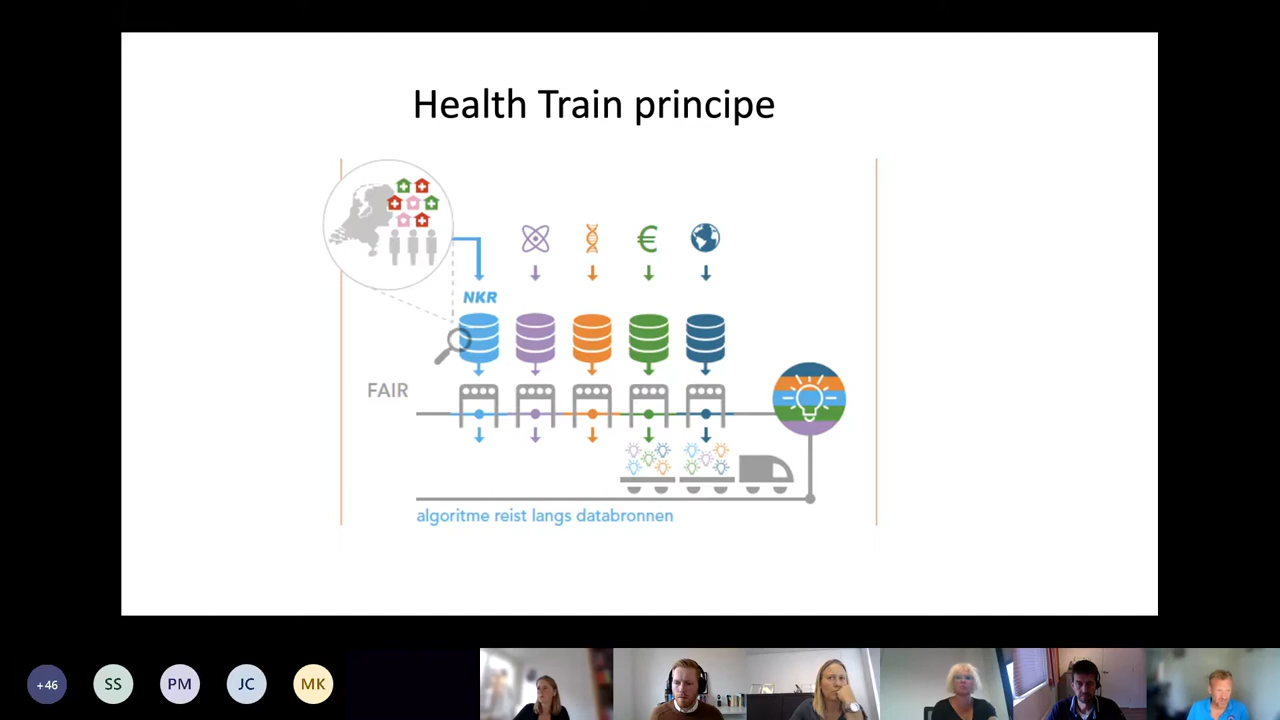 Health Train principe
NKR
FAIR
algoritme reist langs databronnen
+46
SS
PM
JC
MK